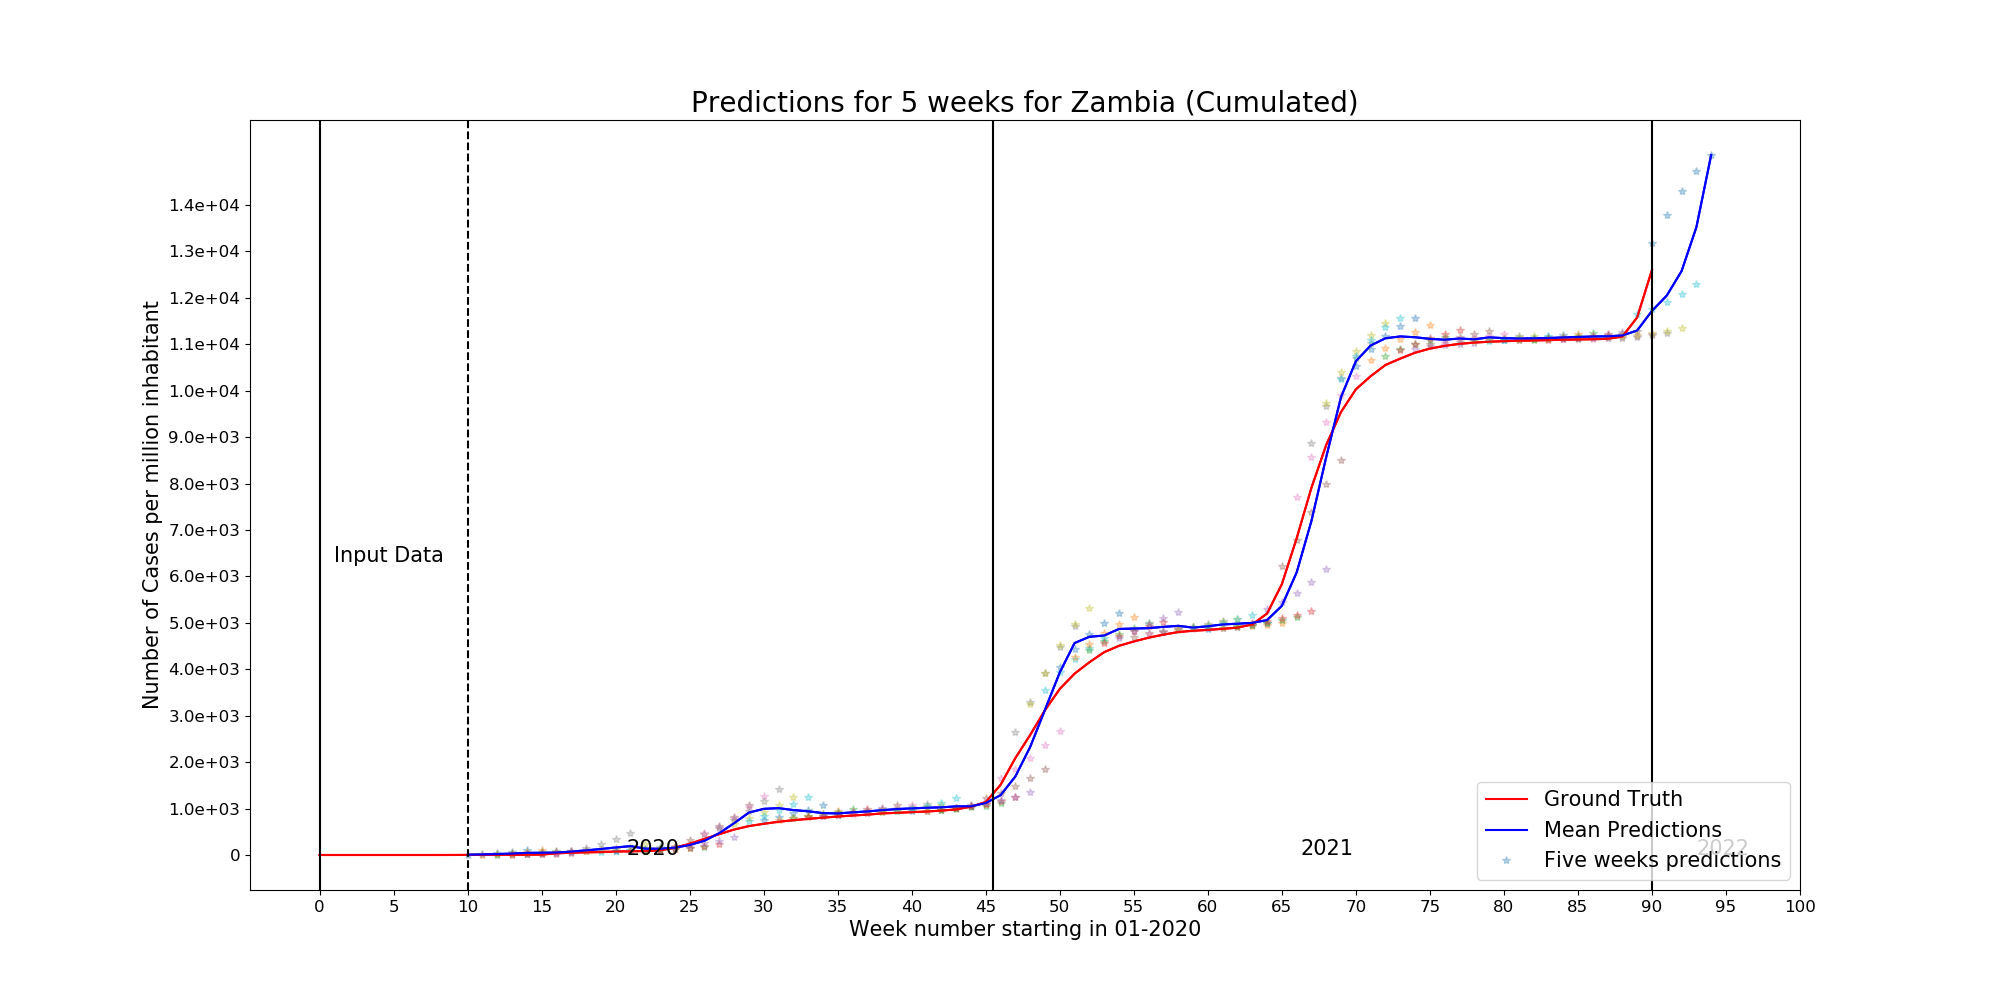 Predictions for 5 weeks for Zambia (Cumulated)
Number of Cases per million inhabitant
1.4e+04
1.3e+04
1.2e+04
1.1e+04
1.0e+04
9.0e+03
8.0e+03
7.0e+03
6.0e+03
5.0e+03
4.0e+03
3.0e+03
2.0e+03
1.0e+03
0
Input Data
2020
2021
2022
Ground Truth
Mean Predictions
Five weeks predictions
0 5 10 15 20 25 30 35 40 45 50 55 60 65 70 75 80 85 90 95 100
Week number starting in 01-2020